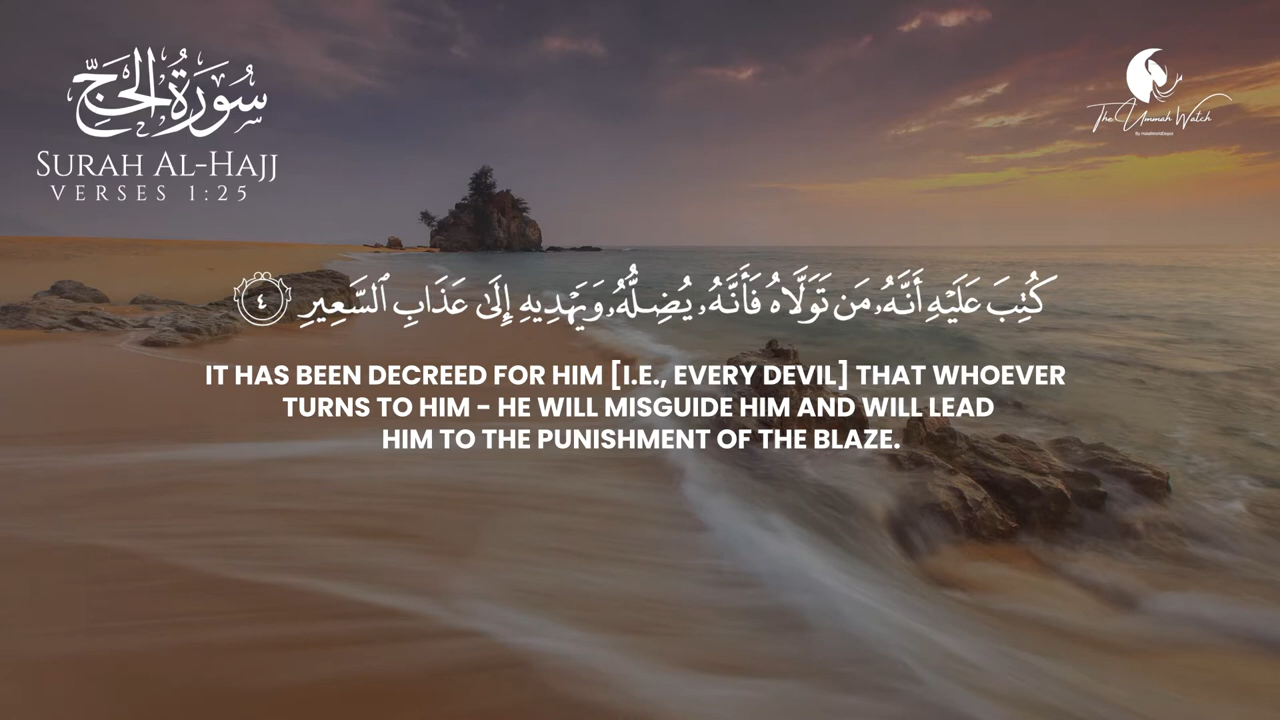 سُورَةُ الحَجِّ
SURAH AL-HAJJ
VERSES 1:25
The Ummah Watch
By HalalWorldDepot
كُتِبَ عَلَيْهِ أَنَّهُۥ مَن تَوَلَّاهُ فَأَنَّهُۥ يُضِلُّهُۥ وَيَهْدِيهِ إِلَىٰ عَذَابِ ٱلسَّعِيرِ ٤
IT HAS BEEN DECREED FOR HIM [I.E., EVERY DEVIL] THAT WHOEVER
TURNS TO HIM - HE WILL MISGUIDE HIM AND WILL LEAD
HIM TO THE PUNISHMENT OF THE BLAZE.